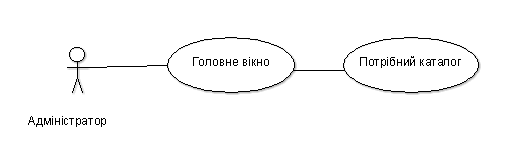 Головне вікно
Потрібний каталог
Адміністратор